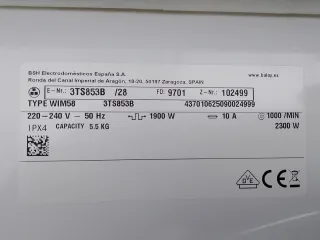 BSH Electrodomésticos España S.A. www.balay.es
Ronda del Canal Imperial de Aragón, 18-20, 50197 Zaragoza, SPAIN
E-Nr.: 3TS853B /28 FD: 9701 Z-Nr.: 102499
TYPE WIM58 3TS853B 437010625090024999
220-240 V ~ 50 Hz 1900 W 10 A 1000 /MIN
IPX4 CAPACITY 5.5 KG 2300 W
VDE CE